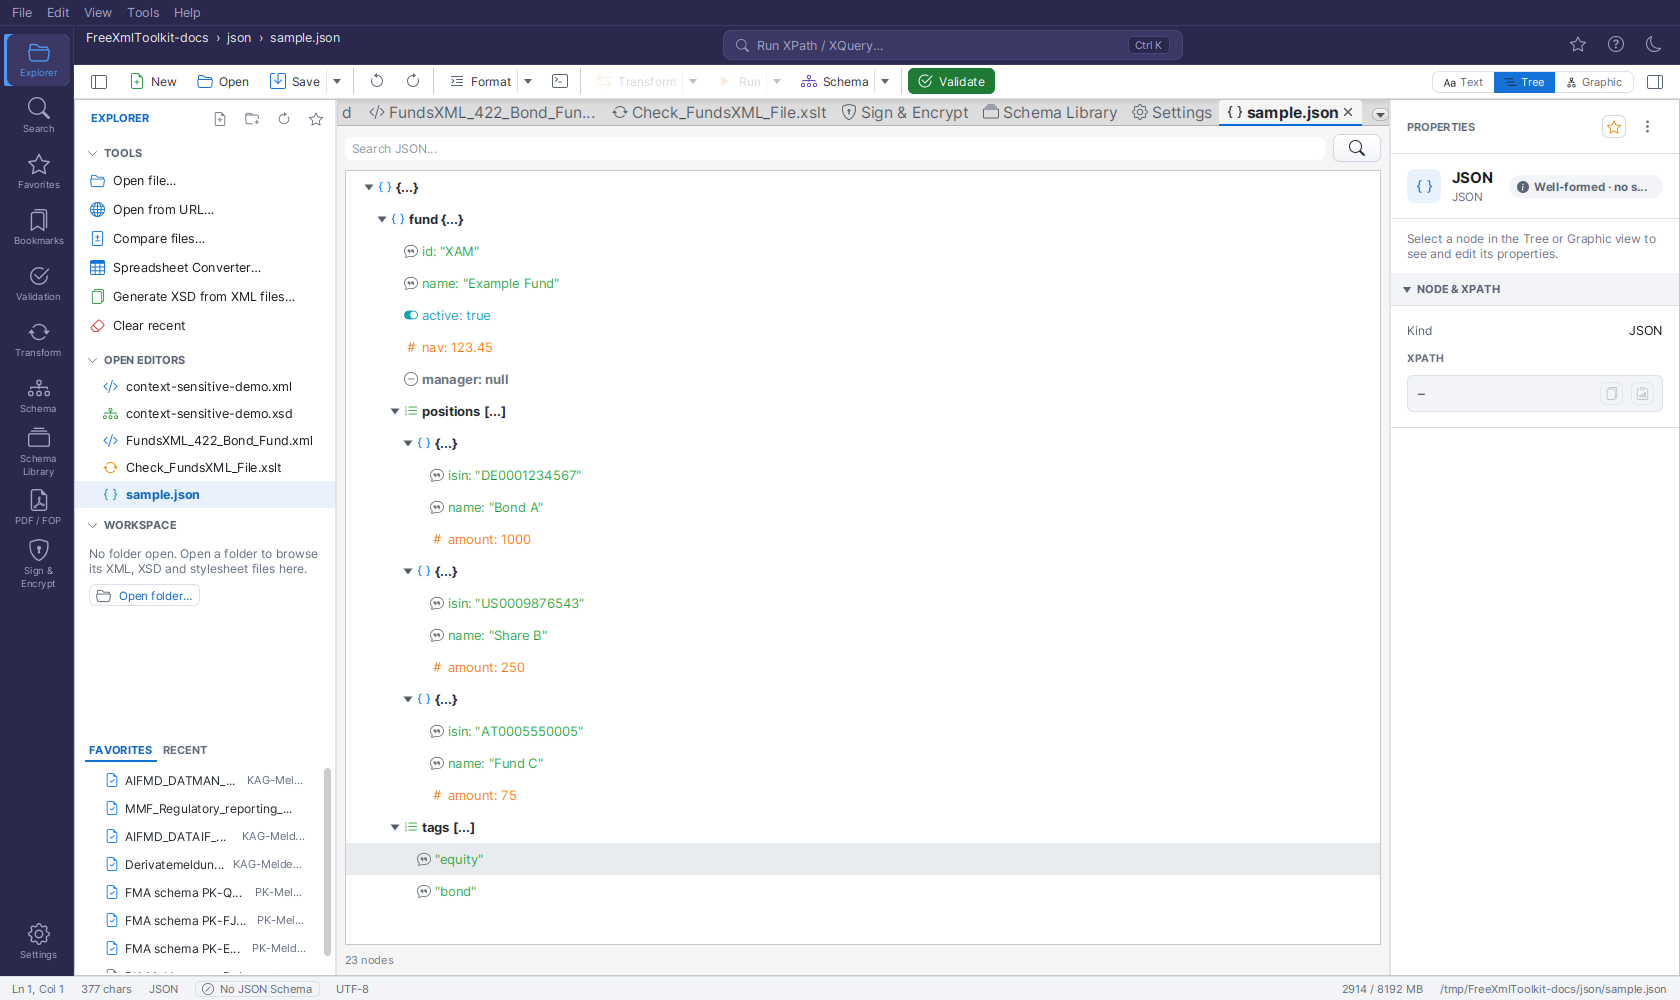 File Edit View Tools Help
FreeXmlToolkit-docs › json › sample.json
Run XPath / XQuery... Ctrl K
New Open Save Format Transform Run Schema Validate
Aa Text Tree Graphic
Explorer
Search
Favorites
Bookmarks
Validation
Transform
Schema
Schema
Library
PDF / FOP
Sign &
Encrypt
Settings
EXPLORER
TOOLS
Open file...
Open from URL...
Compare files...
Spreadsheet Converter...
Generate XSD from XML files...
Clear recent
OPEN EDITORS
context-sensitive-demo.xml
context-sensitive-demo.xsd
FundsXML_422_Bond_Fund.xml
Check_FundsXML_File.xslt
{ } sample.json
WORKSPACE
No folder open. Open a folder to browse
its XML, XSD and stylesheet files here.
Open folder...
FAVORITES RECENT
AIFMD_DATMAN_... KAG-Mel...
MMF_Regulatory_reporting_...
AIFMD_DATAIF_... KAG-Meld...
Derivatemeldun... KAG-Melde...
FMA schema PK-Q... PK-Mel...
FMA schema PK-FJ... PK-Mel...
FMA schema PK-E... PK-Meld...
d FundsXML_422_Bond_Fun... Check_FundsXML_File.xslt Sign & Encrypt Schema Library Settings { } sample.json
Search JSON...
{ } {...}
{ } fund {...}
id: "XAM"
name: "Example Fund"
active: true
# nav: 123.45
manager: null
positions [...]
{ } {...}
isin: "DE0001234567"
name: "Bond A"
# amount: 1000
{ } {...}
isin: "US0009876543"
name: "Share B"
# amount: 250
{ } {...}
isin: "AT0005550005"
name: "Fund C"
# amount: 75
tags [...]
"equity"
"bond"
23 nodes
PROPERTIES
{ } JSON
JSON
Well-formed · no s...
Select a node in the Tree or Graphic view to
see and edit its properties.
NODE & XPATH
Kind JSON
XPATH
–
Ln 1, Col 1 377 chars JSON No JSON Schema UTF-8 2914 / 8192 MB /tmp/FreeXmlToolkit-docs/json/sample.json